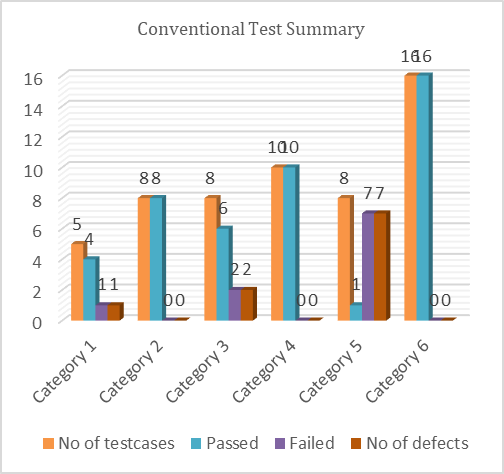 Conventional Test Summary
16
14
12
10
8
6
4
2
0
5 4 1 1
8 8 0 0
8 6 2 2
10 10 0 0
8 1 7 7
16 16 0 0
Category 1 Category 2 Category 3 Category 4 Category 5 Category 6
No of testcases Passed Failed No of defects